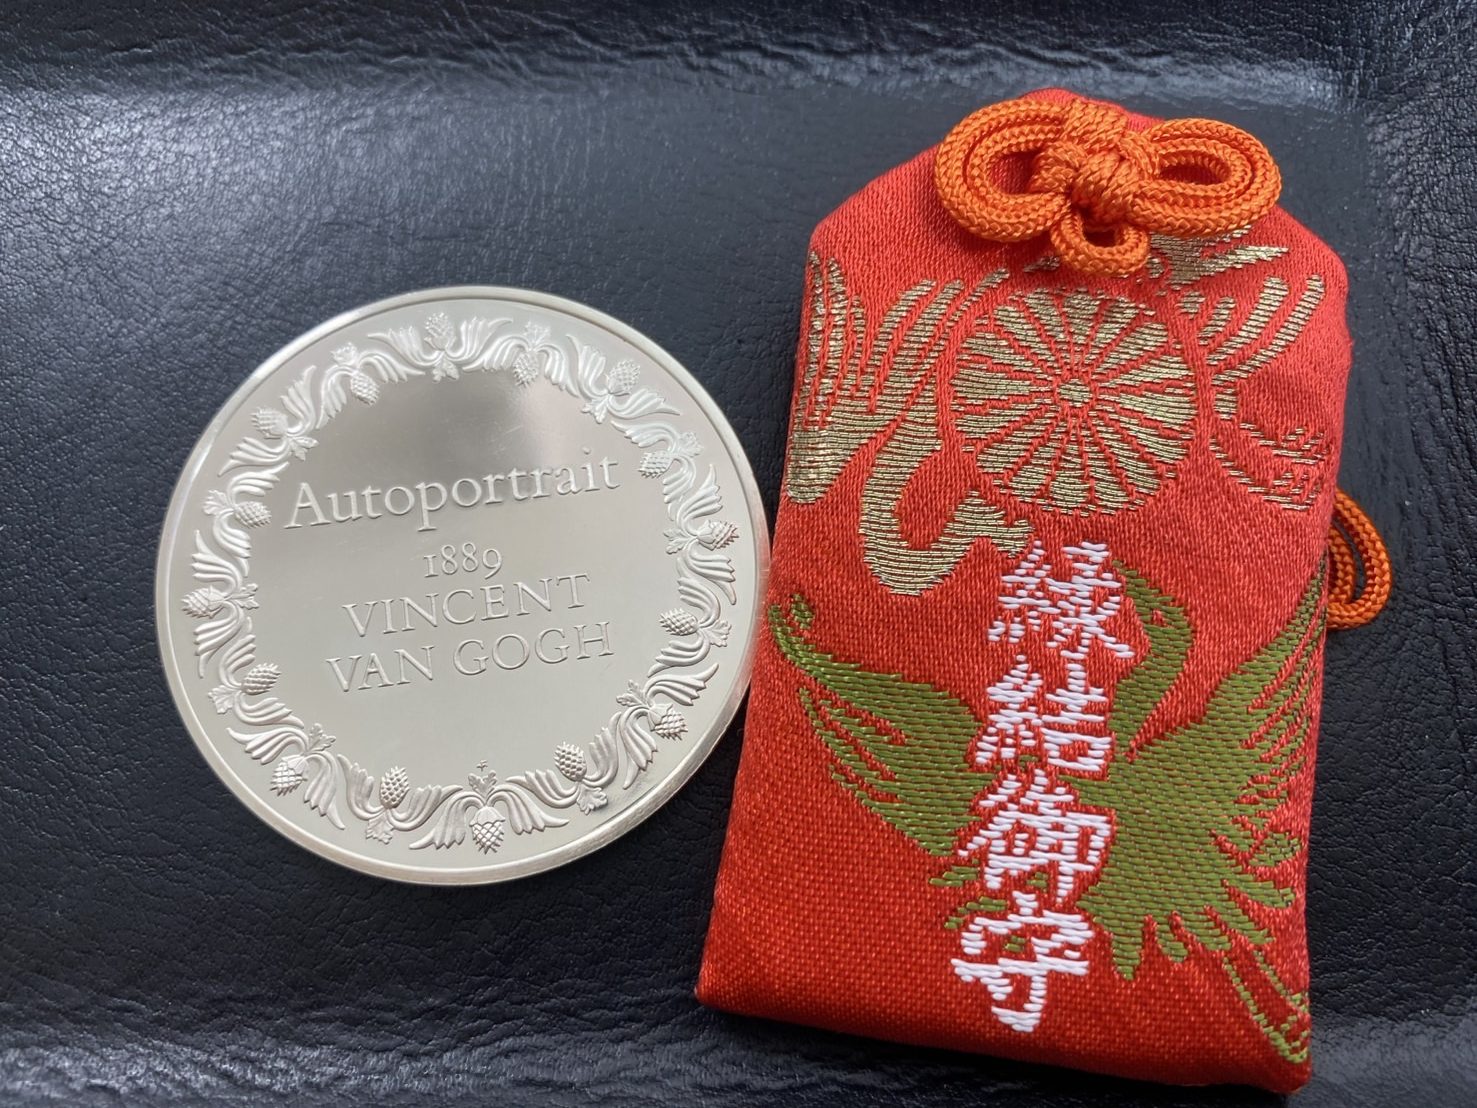 Autoportrait
1889
VINCENT
VAN GOGH
縁結御守